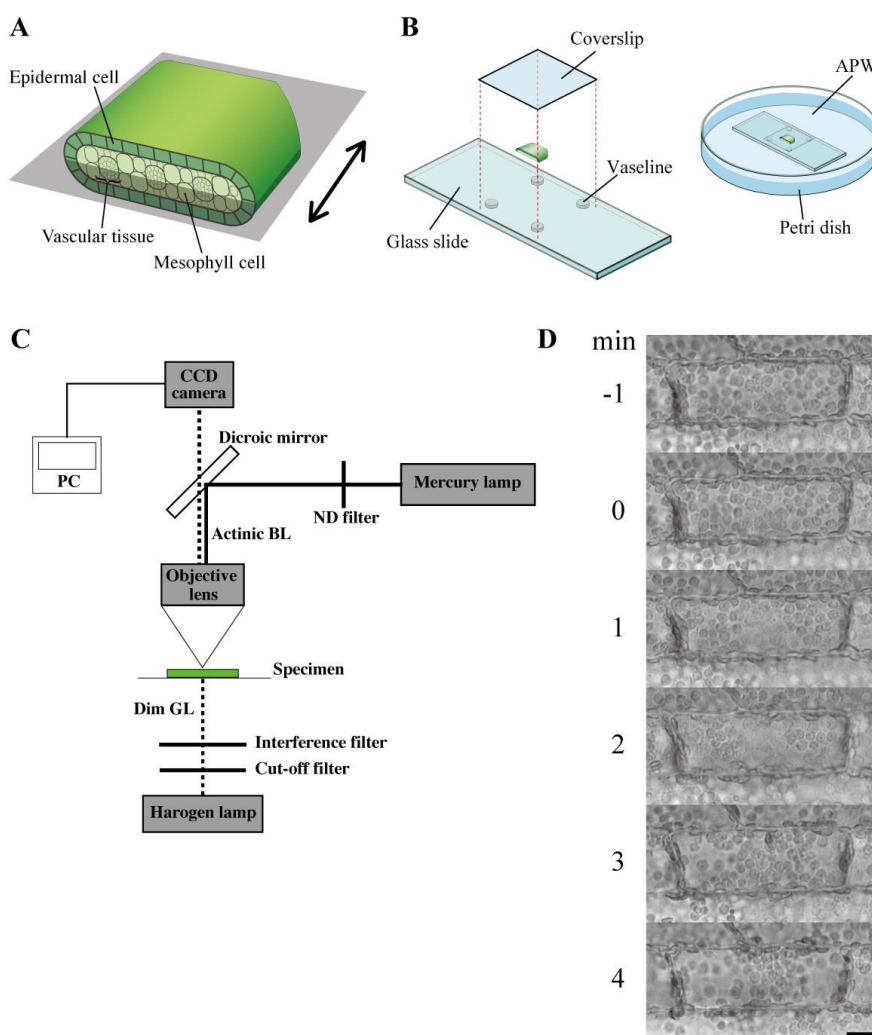 A
Epidermal cell
Vascular tissue
Mesophyll cell
B
Coverslip
Vaseline
Glass slide
APW
Petri dish
C
CCD
camera
PC
Dicroic mirror
Mercury lamp
ND filter
Actinic BL
Objective
lens
Specimen
Dim GL
Interference filter
Cut-off filter
Harogen lamp
D
min
-1
0
1
2
3
4